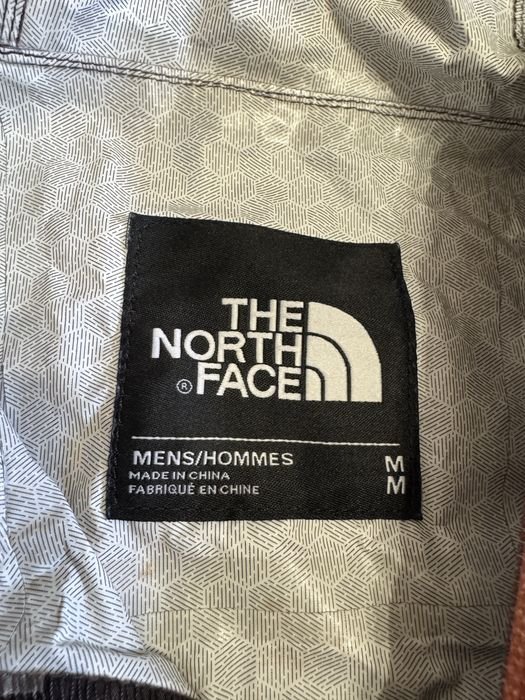 THE
NORTH
® FACE
MENS/HOMMES M
MADE IN CHINA
FABRIQUÉ EN CHINE M